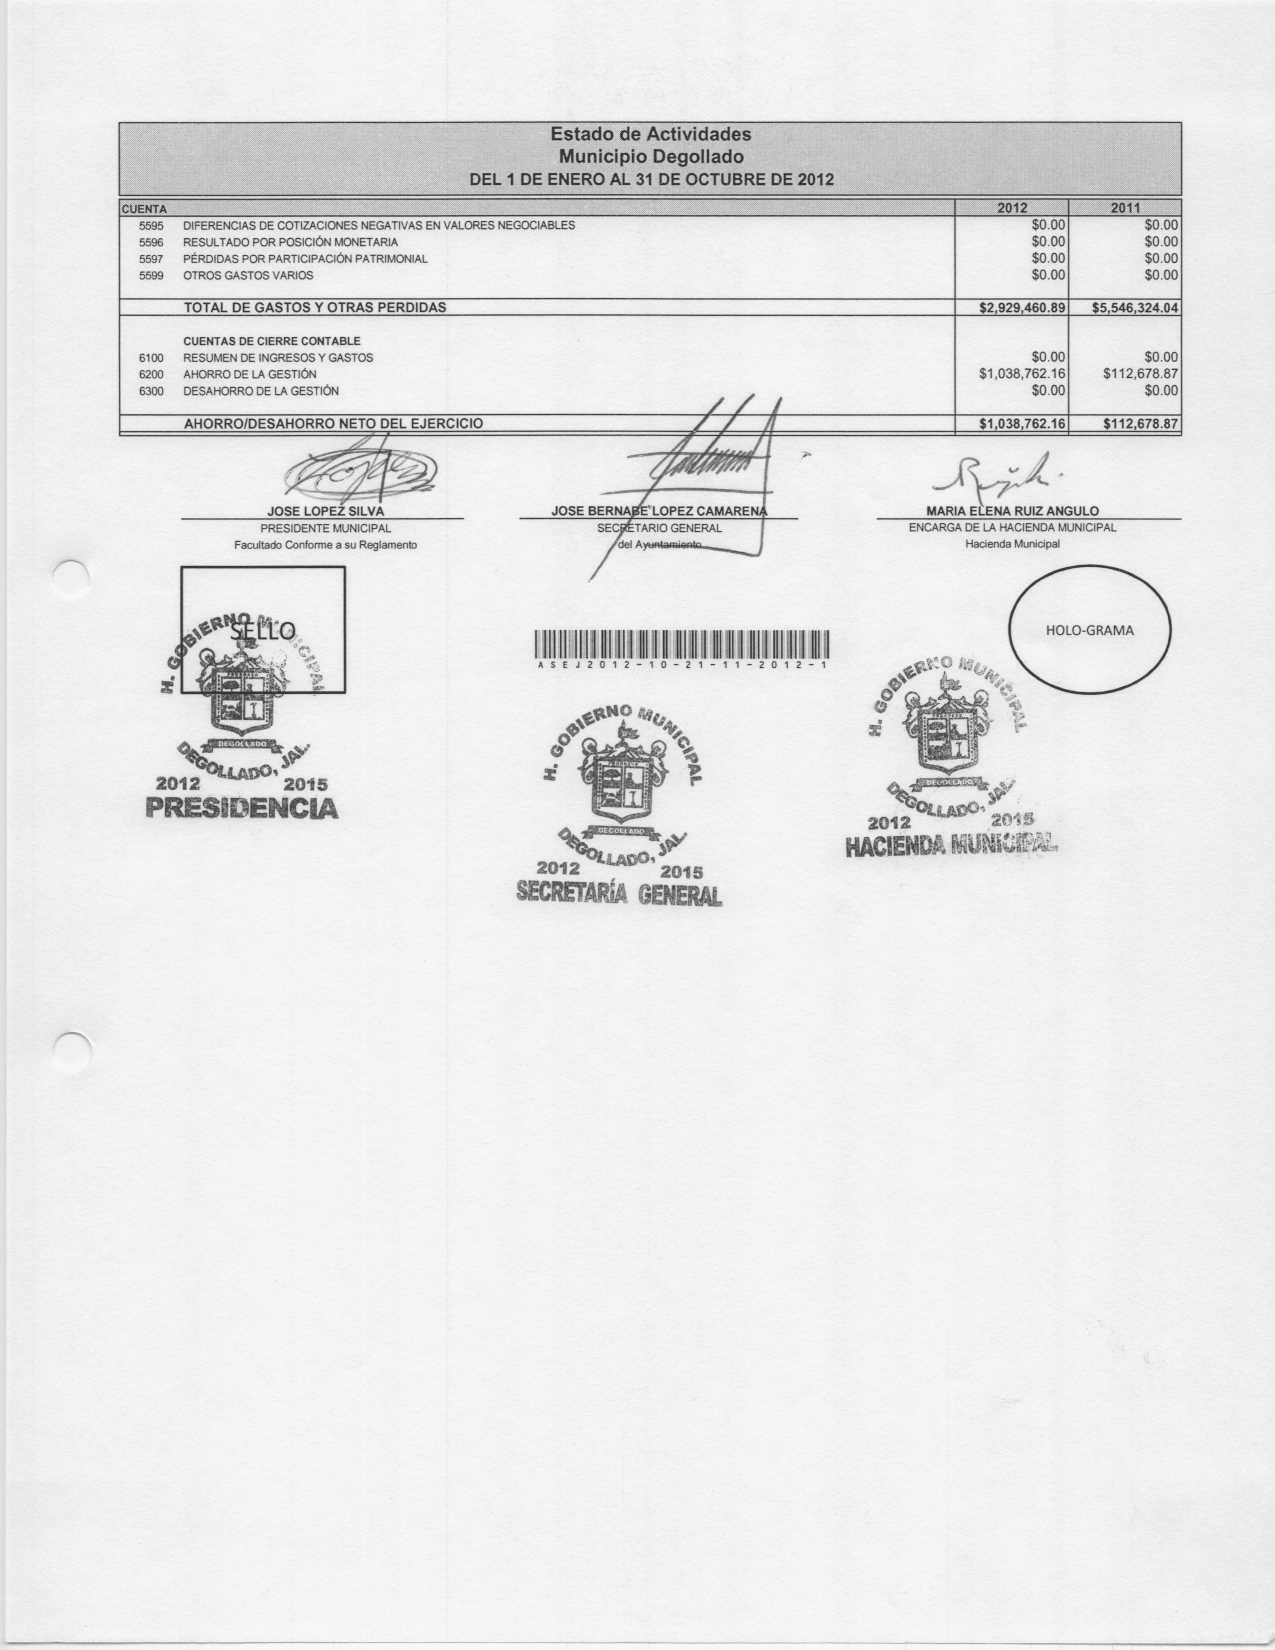 Estado de Actividades
Municipio Degollado
DEL 1 DE ENERO AL 31 DE OCTUBRE DE 2012
CUENTA 2012 2011
5595 DIFERENCIAS DE COTIZACIONES NEGATIVAS EN VALORES NEGOCIABLES $0.00 $0.00
5596 RESULTADO POR POSICIÓN MONETARIA $0.00 $0.00
5597 PÉRDIDAS POR PARTICIPACIÓN PATRIMONIAL $0.00 $0.00
5599 OTROS GASTOS VARIOS $0.00 $0.00
TOTAL DE GASTOS Y OTRAS PERDIDAS $2,929,460.89 $5,546,324.04
CUENTAS DE CIERRE CONTABLE
6100 RESUMEN DE INGRESOS Y GASTOS $0.00 $0.00
6200 AHORRO DE LA GESTIÓN $1,038,762.16 $112,678.87
6300 DESAHORRO DE LA GESTIÓN $0.00 $0.00
AHORRO/DESAHORRO NETO DEL EJERCICIO $1,038,762.16 $112,678.87
JOSE LOPEZ SILVA JOSE BERNABE LOPEZ CAMARENA MARIA ELENA RUIZ ANGULO
PRESIDENTE MUNICIPAL SECRETARIO GENERAL ENCARGA DE LA HACIENDA MUNICIPAL
Facultado Conforme a su Reglamento del Ayuntamiento Hacienda Municipal
SELLO
HOLO-GRAMA
ASEJ2012-10-21-11-2012-1
H. GOBIERNO MUNICIPAL
DEGOLLADO
DEGOLLADO, JAL.
2012 2015
PRESIDENCIA
H. GOBIERNO MUNICIPAL
DEGOLLADO
DEGOLLADO, JAL.
2012 2015
SECRETARÍA GENERAL
H. GOBIERNO MUNICIPAL
DEGOLLADO
DEGOLLADO, JAL.
2012 2015
HACIENDA MUNICIPAL